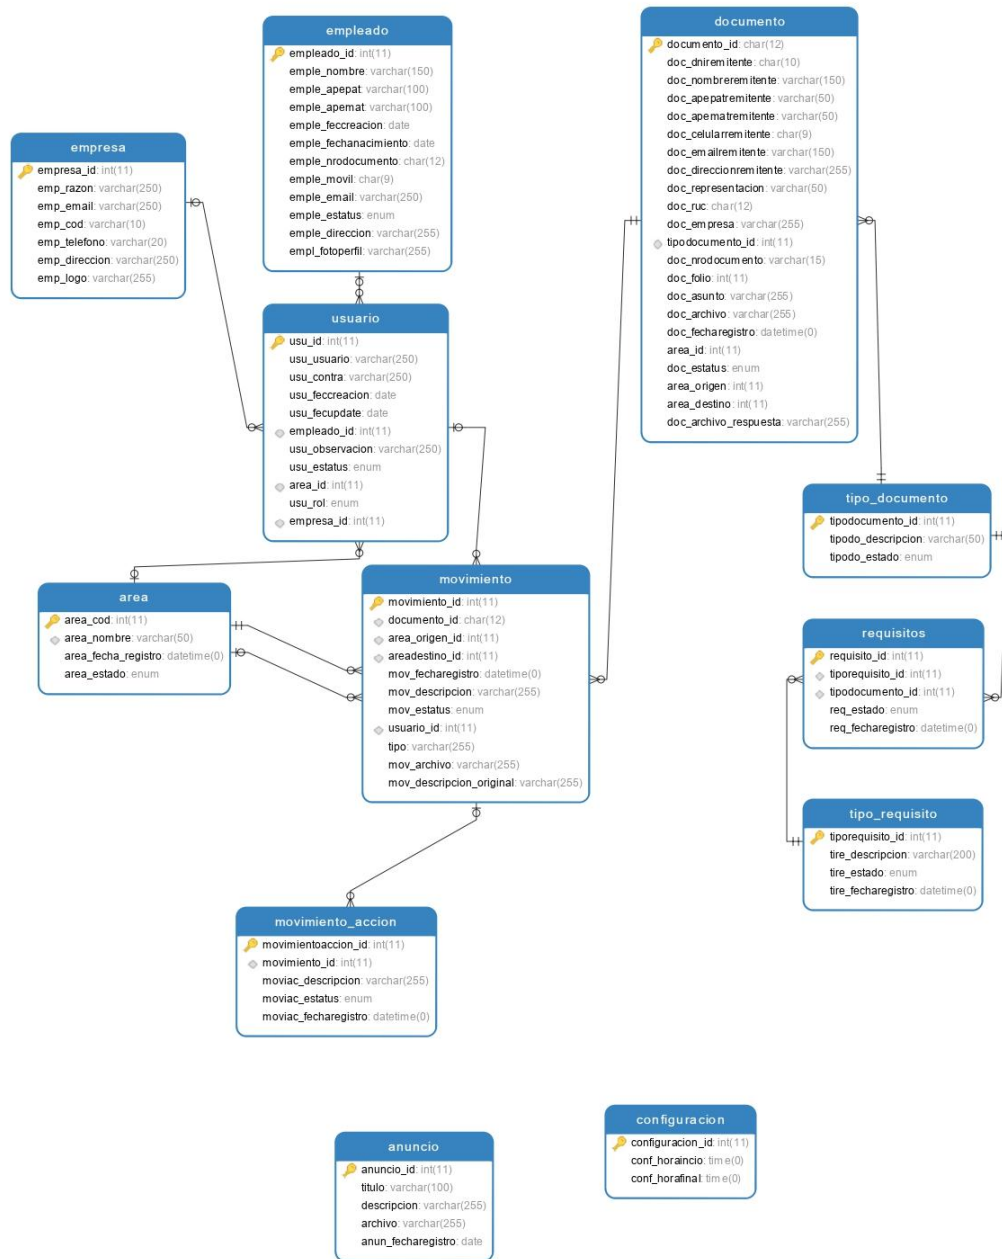 empleado
empleado_id: int(11)
emple_nombre: varchar(150)
emple_apepat: varchar(100)
emple_apemat: varchar(100)
emple_feccreacion: date
emple_fechanacimiento: date
emple_nrodocumento: char(12)
emple_movil: char(9)
emple_email: varchar(250)
emple_estatus: enum
emple_direccion: varchar(255)
empl_fotoperfil: varchar(255)
documento
documento_id: char(12)
doc_dniremitente: char(10)
doc_nombreremitente: varchar(150)
doc_apepatremitente: varchar(50)
doc_apematremitente: varchar(50)
doc_celularremitente: char(9)
doc_emailremitente: varchar(150)
doc_direccionremitente: varchar(255)
doc_representacion: varchar(50)
doc_ruc: char(12)
doc_empresa: varchar(255)
tipodocumento_id: int(11)
doc_nrodocumento: varchar(15)
doc_folio: int(11)
doc_asunto: varchar(255)
doc_archivo: varchar(255)
doc_fecharegistro: datetime(0)
area_id: int(11)
doc_estatus: enum
area_origen: int(11)
area_destino: int(11)
doc_archivo_respuesta: varchar(255)
empresa
empresa_id: int(11)
emp_razon: varchar(250)
emp_email: varchar(250)
emp_cod: varchar(10)
emp_telefono: varchar(20)
emp_direccion: varchar(250)
emp_logo: varchar(255)
usuario
usu_id: int(11)
usu_usuario: varchar(250)
usu_contra: varchar(250)
usu_feccreacion: date
usu_fecupdate: date
empleado_id: int(11)
usu_observacion: varchar(250)
usu_estatus: enum
area_id: int(11)
usu_rol: enum
empresa_id: int(11)
tipo_documento
tipodocumento_id: int(11)
tipodo_descripcion: varchar(50)
tipodo_estado: enum
area
area_cod: int(11)
area_nombre: varchar(50)
area_fecha_registro: datetime(0)
area_estado: enum
movimiento
movimiento_id: int(11)
documento_id: char(12)
area_origen_id: int(11)
areadestino_id: int(11)
mov_fecharegistro: datetime(0)
mov_descripcion: varchar(255)
mov_estatus: enum
usuario_id: int(11)
tipo: varchar(255)
mov_archivo: varchar(255)
mov_descripcion_original: varchar(255)
requisitos
requisito_id: int(11)
tiporequisito_id: int(11)
tipodocumento_id: int(11)
req_estado: enum
req_fecharegistro: datetime(0)
tipo_requisito
tiporequisito_id: int(11)
tire_descripcion: varchar(200)
tire_estado: enum
tire_fecharegistro: datetime(0)
movimiento_accion
movimientoaccion_id: int(11)
movimiento_id: int(11)
moviac_descripcion: varchar(255)
moviac_estatus: enum
moviac_fecharegistro: datetime(0)
anuncio
anuncio_id: int(11)
titulo: varchar(100)
descripcion: varchar(255)
archivo: varchar(255)
anun_fecharegistro: date
configuracion
configuracion_id: int(11)
conf_horaincio: time(0)
conf_horafinal: time(0)